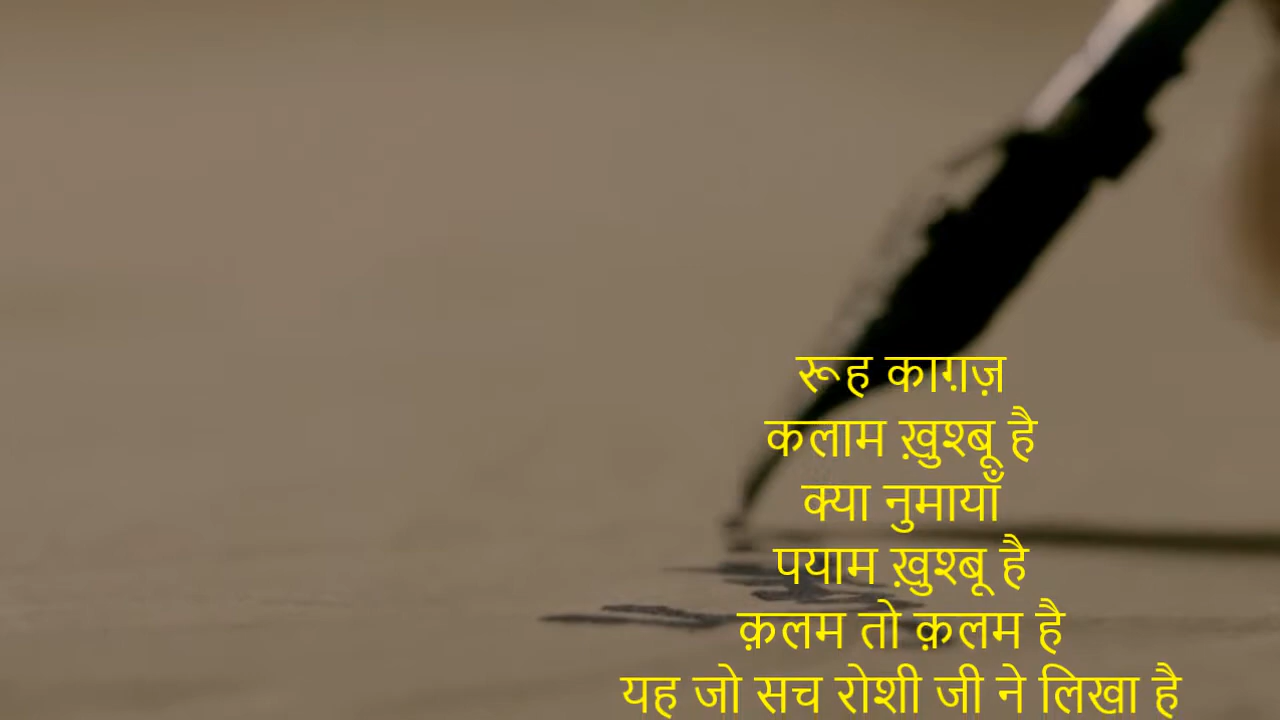 रूह काग़ज़
कलाम ख़ुश्बू है
क्या नुमायाँ
पयाम ख़ुश्बू है
क़लम तो क़लम है
यह जो सच रोशी जी ने लिखा है